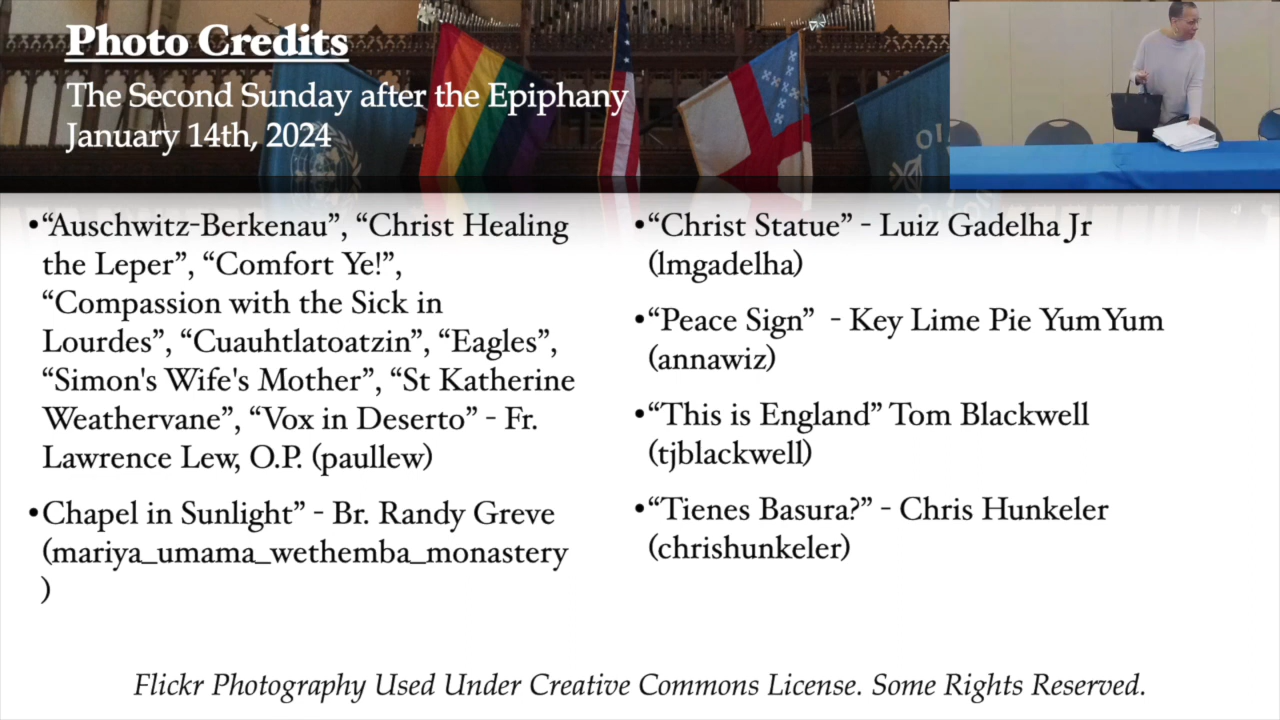 Photo Credits
The Second Sunday after the Epiphany
January 14th, 2024
•“Auschwitz-Berkenau”, “Christ Healing
the Leper”, “Comfort Ye!”,
“Compassion with the Sick in
Lourdes”, “Cuauhtlatoatzin”, “Eagles”,
“Simon's Wife's Mother”, “St Katherine
Weathervane”, “Vox in Deserto” - Fr.
Lawrence Lew, O.P. (paullew)
•Chapel in Sunlight” - Br. Randy Greve
(mariya_umama_wethemba_monastery
)
•“Christ Statue” - Luiz Gadelha Jr
(lmgadelha)
•“Peace Sign” - Key Lime Pie YumYum
(annawiz)
•“This is England” Tom Blackwell
(tjblackwell)
•“Tienes Basura?” - Chris Hunkeler
(chrishunkeler)
Flickr Photography Used Under Creative Commons License. Some Rights Reserved.